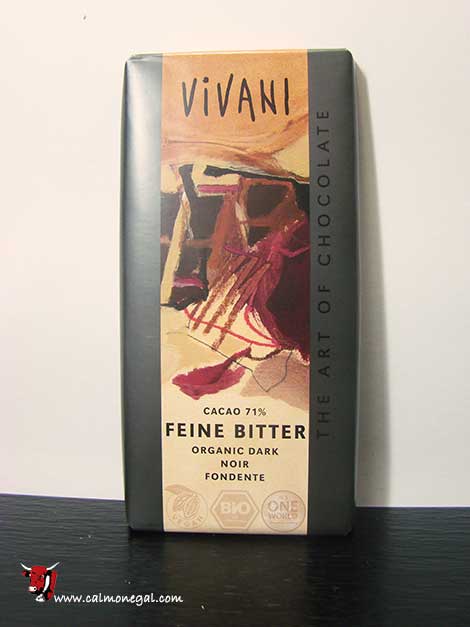 ViVANI
THE ART OF CHOCOLATE
CACAO 71%
FEINE BITTER
ORGANIC DARK
NOIR
FONDENTE
VEGAN
BIO
ONE
WORLD
www.calmonegal.com